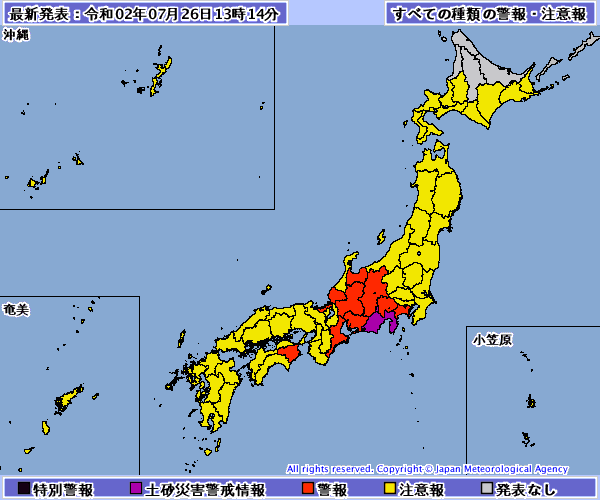 最新発表：令和02年07月26日13時14分
すべての種類の警報・注意報
沖縄
奄美
小笠原
All rights reserved. Copyright © Japan Meteorological Agency
特別警報 土砂災害警戒情報 警報 注意報 発表なし